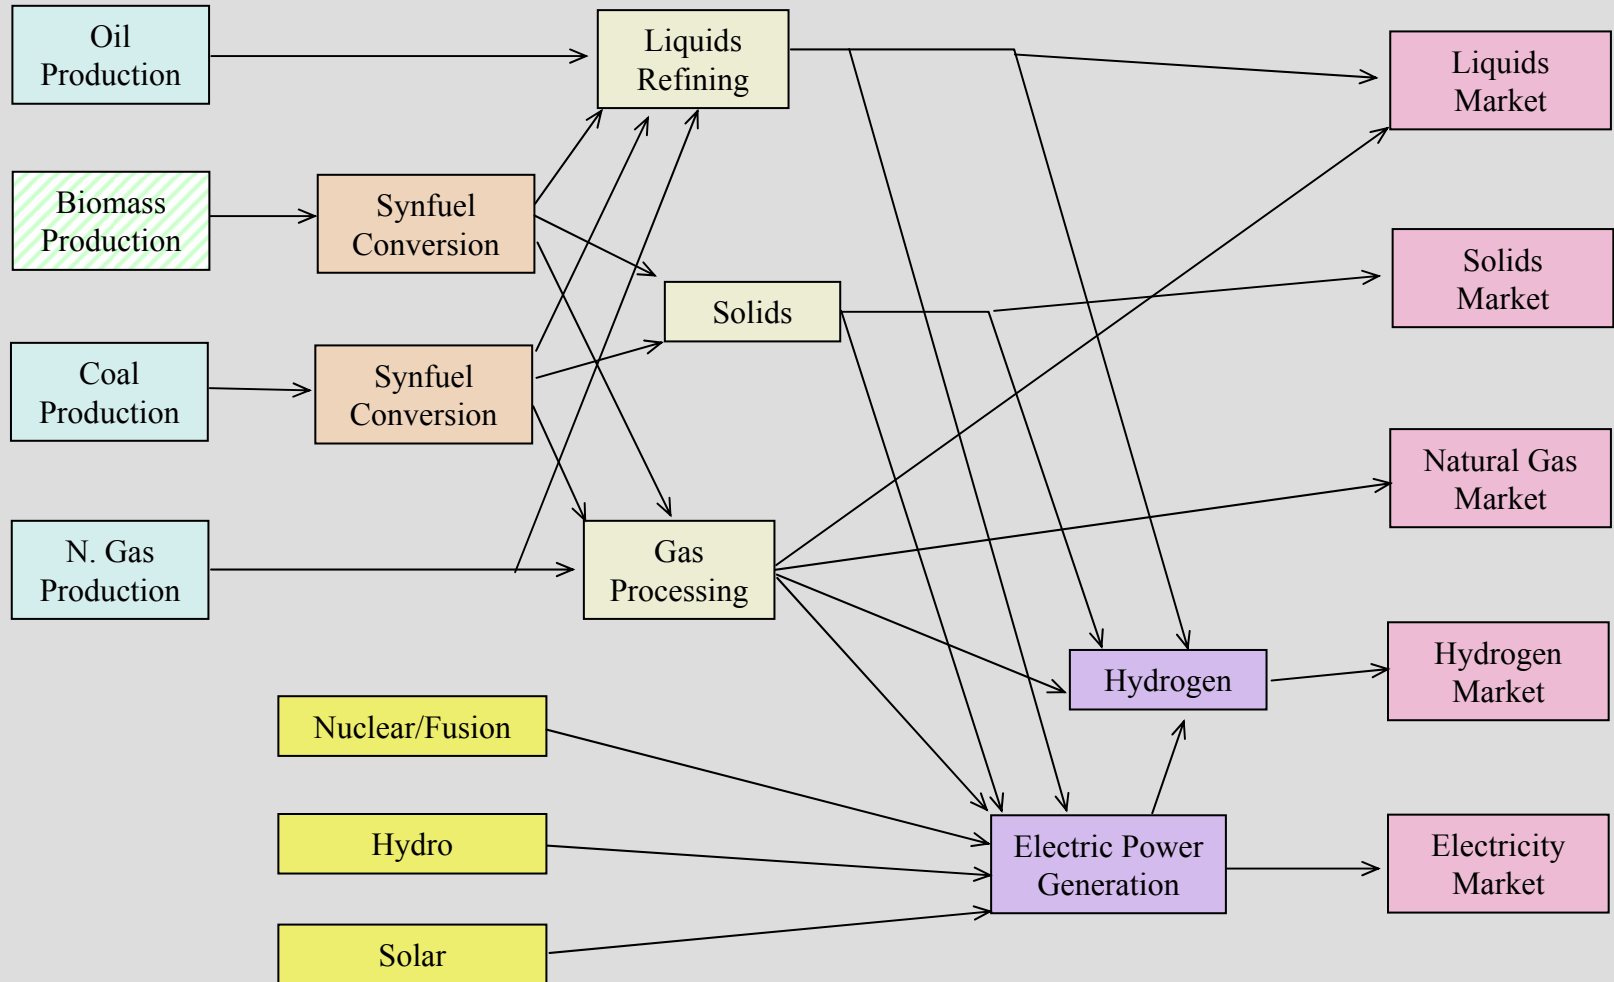 Oil
Production
Liquids
Refining
Liquids
Market
Biomass
Production
Synfuel
Conversion
Solids
Solids
Market
Coal
Production
Synfuel
Conversion
Natural Gas
Market
N. Gas
Production
Gas
Processing
Hydrogen
Hydrogen
Market
Nuclear/Fusion
Hydro
Electric Power
Generation
Electricity
Market
Solar